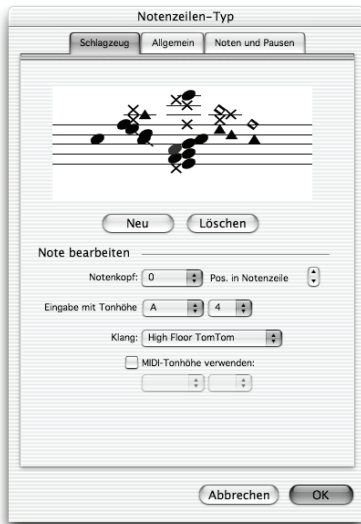 Notenzeilen-Typ
Schlagzeug Allgemein Noten und Pausen
Neu Löschen
Note bearbeiten
Notenkopf: 0 Pos. in Notenzeile
Eingabe mit Tonhöhe A 4
Klang: High Floor TomTom
MIDI-Tonhöhe verwenden:
Abbrechen OK